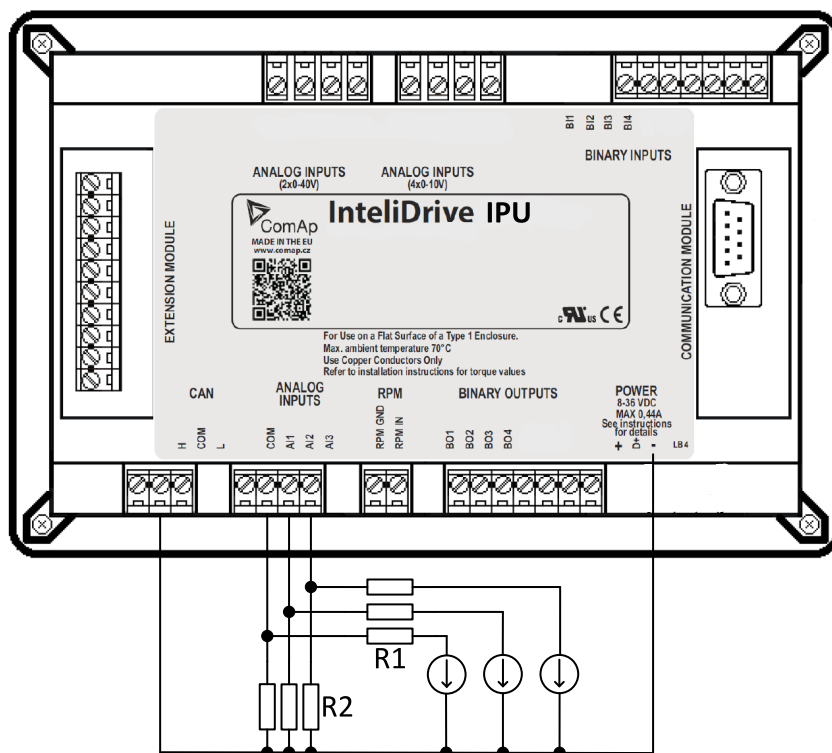 BI1
BI2
BI3
BI4
BINARY INPUTS
ANALOG INPUTS
(2x0-40V)
ANALOG INPUTS
(4x0-10V)
ComAp
MADE IN THE EU
www.comap.cz
InteliDrive IPU
c RU us CE
EXTENSION MODULE
COMMUNICATION MODULE
For Use on a Flat Surface of a Type 1 Enclosure.
Max. ambient temperature 70°C
Use Copper Conductors Only
Refer to installation instructions for torque values
CAN
ANALOG
INPUTS
RPM
BINARY OUTPUTS
POWER
8-36 VDC
MAX 0,44A
See instructions
for details
H
COM
L
COM
AI1
AI2
AI3
RPM GND
RPM IN
BO1
BO2
BO3
BO4
+
D+
-
LB4
R1
R2